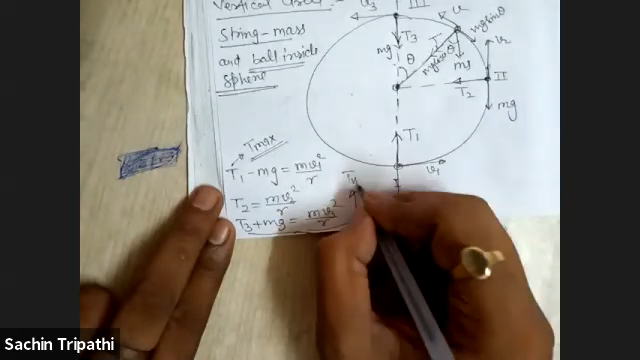 Vertical
String-mass
and ball inside
sphere
V₃
III
u
mg sinθ
T₃
T
mg
θ
mg cosθ
mg
V₂
II
T₂
mg
T₁
V₁
I
Tmax
T₁ - mg = mv₁²/r
T₂ = mv₂²/r
T₃ + mg = mv₃²/r
Sachin Tripathi